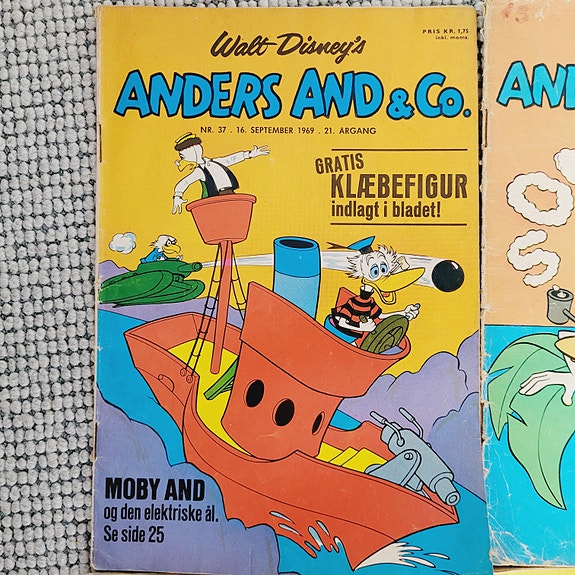 Walt Disney's
PRIS KR. 1,75
inkl. moms.
ANDERS AND & Co.
NR. 37 . 16. SEPTEMBER 1969 . 21. ÅRGANG
GRATIS
KLÆBEFIGUR
indlagt i bladet!
MOBY AND
og den elektriske ål.
Se side 25
AN
O
S